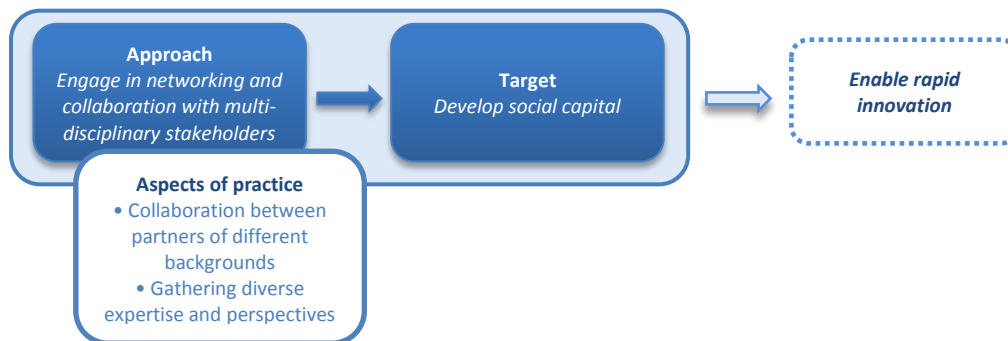 Approach
Engage in networking and
collaboration with multi-
disciplinary stakeholders
Target
Develop social capital
Enable rapid
innovation
Aspects of practice
• Collaboration between
partners of different
backgrounds
• Gathering diverse
expertise and perspectives